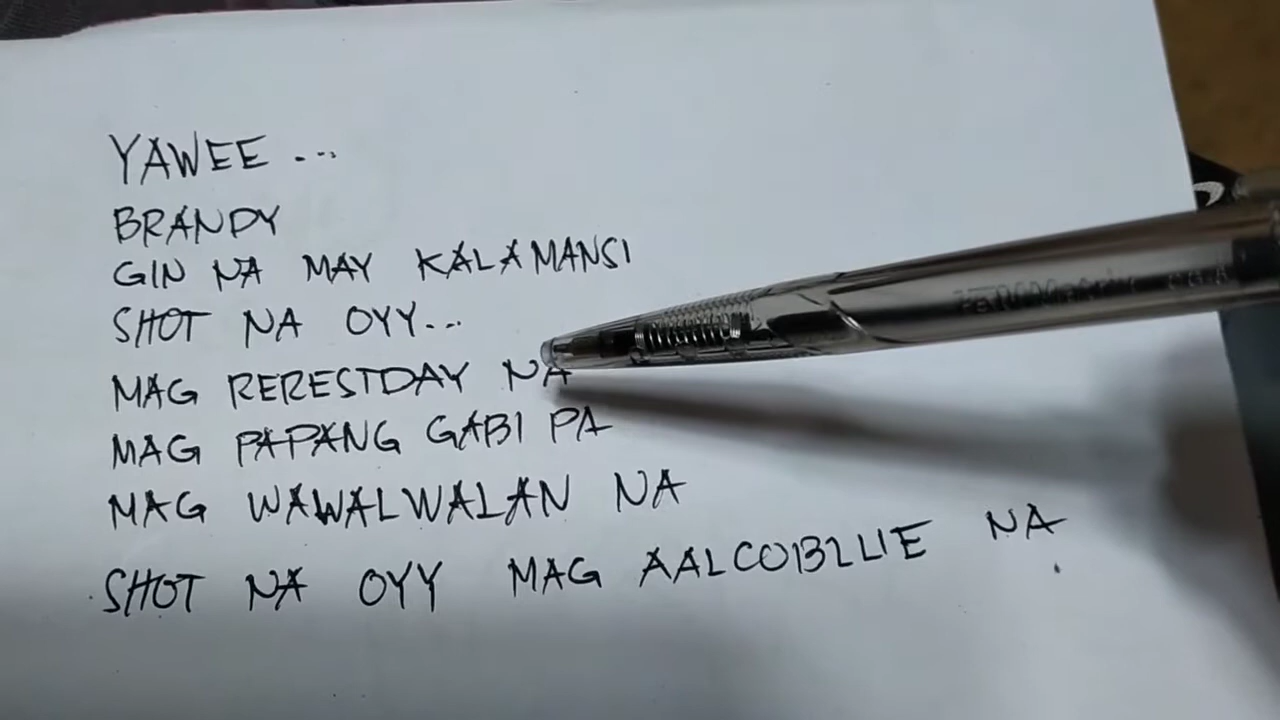 YAWEE...
BRANDY
GIN NA MAY KALAMANSI
SHOT NA OYY...
MAG RERESTDAY NA
MAG PAPANG GABI PA
MAG WAWALWALAN NA
SHOT NA OYY MAG AALCOBLLIE NA